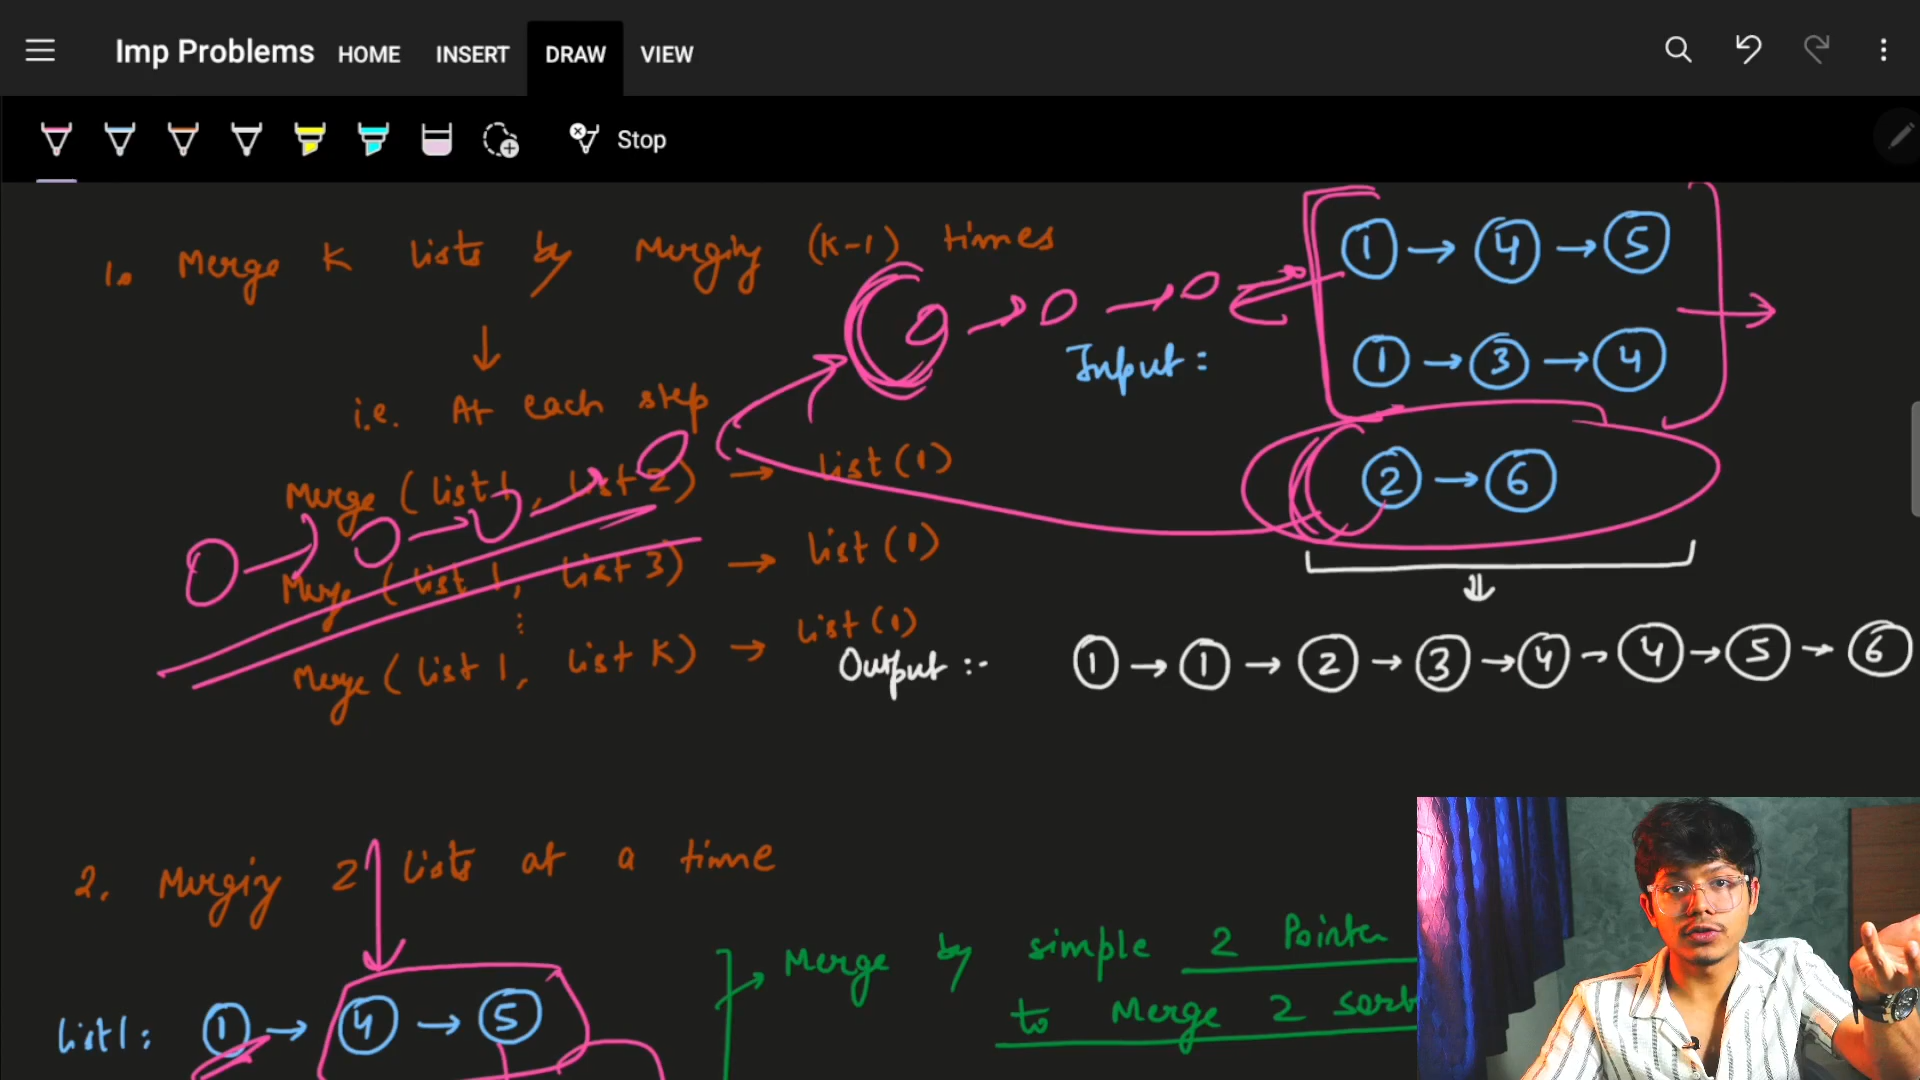 Imp Problems HOME INSERT DRAW VIEW
Stop
1. Merge K lists by Merging (K-1) times
i.e. At each step
Merge (list 1, list 2) → list (1)
Merge (list 1, list 3) → list (1)
⋮
Merge (list 1, list K) → list (1)
Input :
1 → 4 → 5
1 → 3 → 4
2 → 6
Output :- 1 → 1 → 2 → 3 → 4 → 4 → 5 → 6
2. Merging 2 lists at a time
list1: 1 → 4 → 5
Merge by simple 2 Pointer
to Merge 2